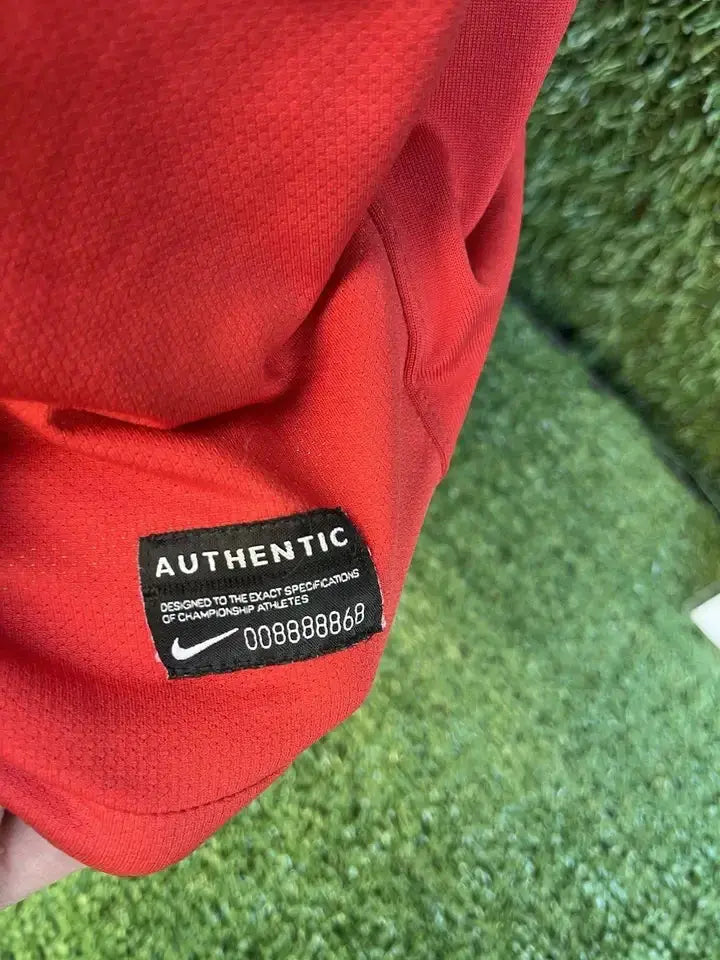 AUTHENTIC
DESIGNED TO THE EXACT SPECIFICATIONS
OF CHAMPIONSHIP ATHLETES
008888868